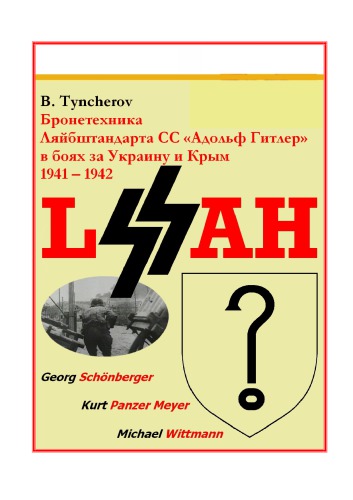 B. Tyncherov
Бронетехника
Ляйбштандарта СС «Адольф Гитлер»
в боях за Украину и Крым
1941 – 1942
LᛋᛋAH
?
Georg Schönberger
Kurt Panzer Meyer
Michael Wittmann